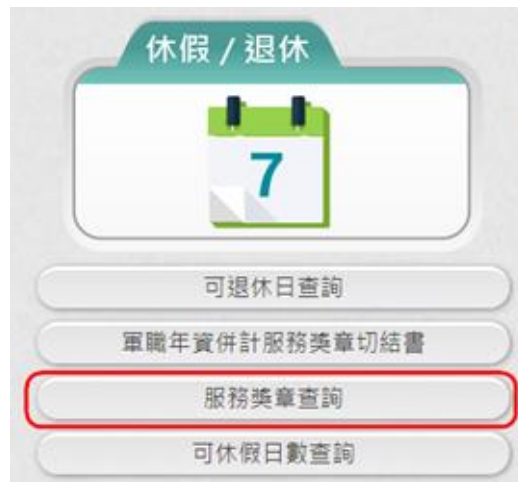 休假 / 退休
7
可退休日查詢
軍職年資併計服務獎章切結書
服務獎章查詢
可休假日數查詢